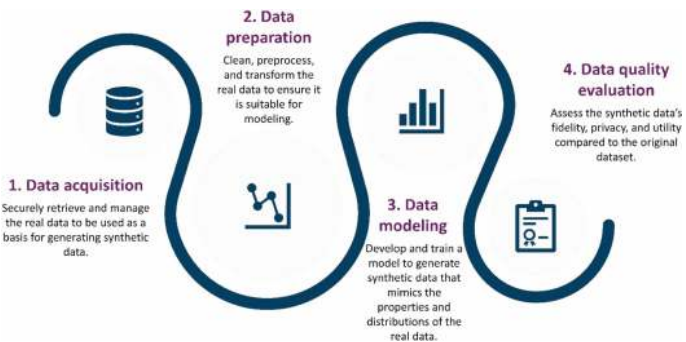 1. Data acquisition
Securely retrieve and manage
the real data to be used as a
basis for generating synthetic
data.
2. Data
preparation
Clean, preprocess,
and transform the
real data to ensure it
is suitable for
modeling.
3. Data
modeling
Develop and train a
model to generate
synthetic data that
mimics the
properties and
distributions of the
real data.
4. Data quality
evaluation
Assess the synthetic data's
fidelity, privacy, and utility
compared to the original
dataset.